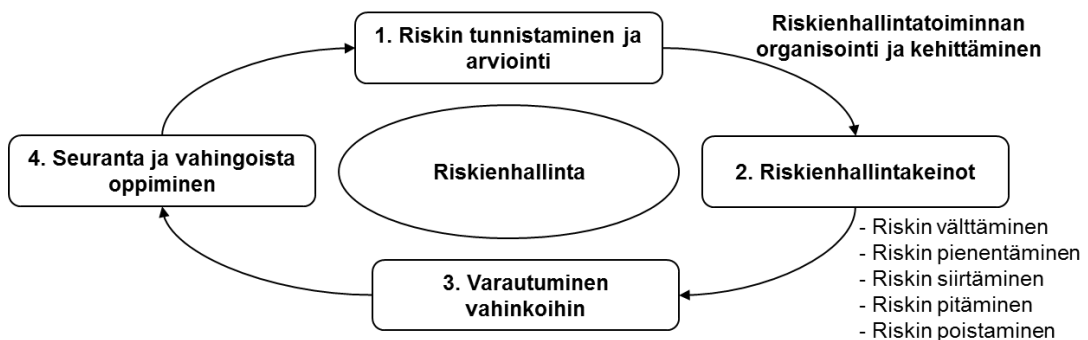 1. Riskin tunnistaminen ja
arviointi
Riskienhallintatoiminnan
organisointi ja kehittäminen
4. Seuranta ja vahingoista
oppiminen
Riskienhallinta
2. Riskienhallintakeinot
- Riskin välttäminen
- Riskin pienentäminen
- Riskin siirtäminen
- Riskin pitäminen
- Riskin poistaminen
3. Varautuminen
vahinkoihin